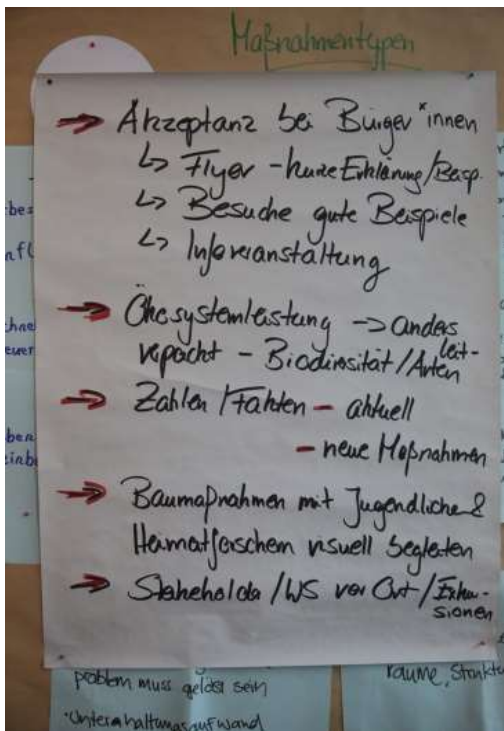 Maßnahmentypen
→ Akzeptanz bei Bürger*innen
↳ Flyer - kurze Erklärung/Beisp.
↳ Besuche gute Beispiele
↳ Infoveranstaltung
→ Ökosystemleistung → anders
verpackt - Biodiversität/Leit-
Arten
→ Zahlen/Fakten - aktuell
- neue Maßnahmen
→ Baumaßnahmen mit Jugendliche &
Heimatforschern visuell begleiten
→ Stakeholder/WS vor Ort/Exkur-
sionen
problem muss gelöst sein
Unterhaltungsaufwand
räume, Struktu